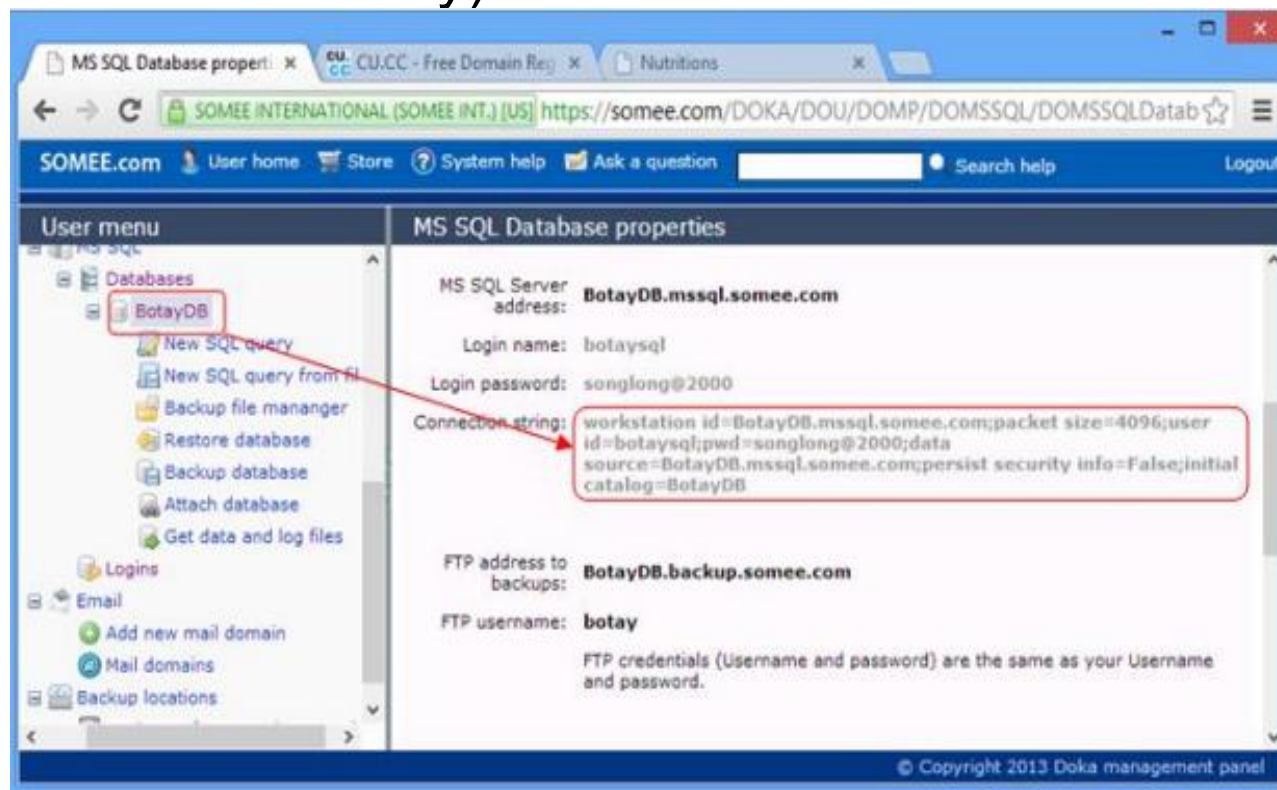 MS SQL Database properti
CU.CC - Free Domain Reg
Nutritions
SOMEE INTERNATIONAL (SOMEE INT.) [US] https://somee.com/DOKA/DOU/DOMP/DOMSSQL/DOMSSQLDatab
SOMEE.com User home Store System help Ask a question Search help Logout
User menu
MS SQL
Databases
BotayDB
New SQL query
New SQL query from fil
Backup file mananger
Restore database
Backup database
Attach database
Get data and log files
Logins
Email
Add new mail domain
Mail domains
Backup locations
MS SQL Database properties
MS SQL Server
address: BotayDB.mssql.somee.com
Login name: botaysql
Login password: songlong@2000
Connection string: workstation id=BotayDB.mssql.somee.com;packet size=4096;user
id=botaysql;pwd=songlong@2000;data
source=BotayDB.mssql.somee.com;persist security info=False;initial
catalog=BotayDB
FTP address to
backups: BotayDB.backup.somee.com
FTP username: botay
FTP credentials (Username and password) are the same as your Username
and password.
© Copyright 2013 Doka management panel